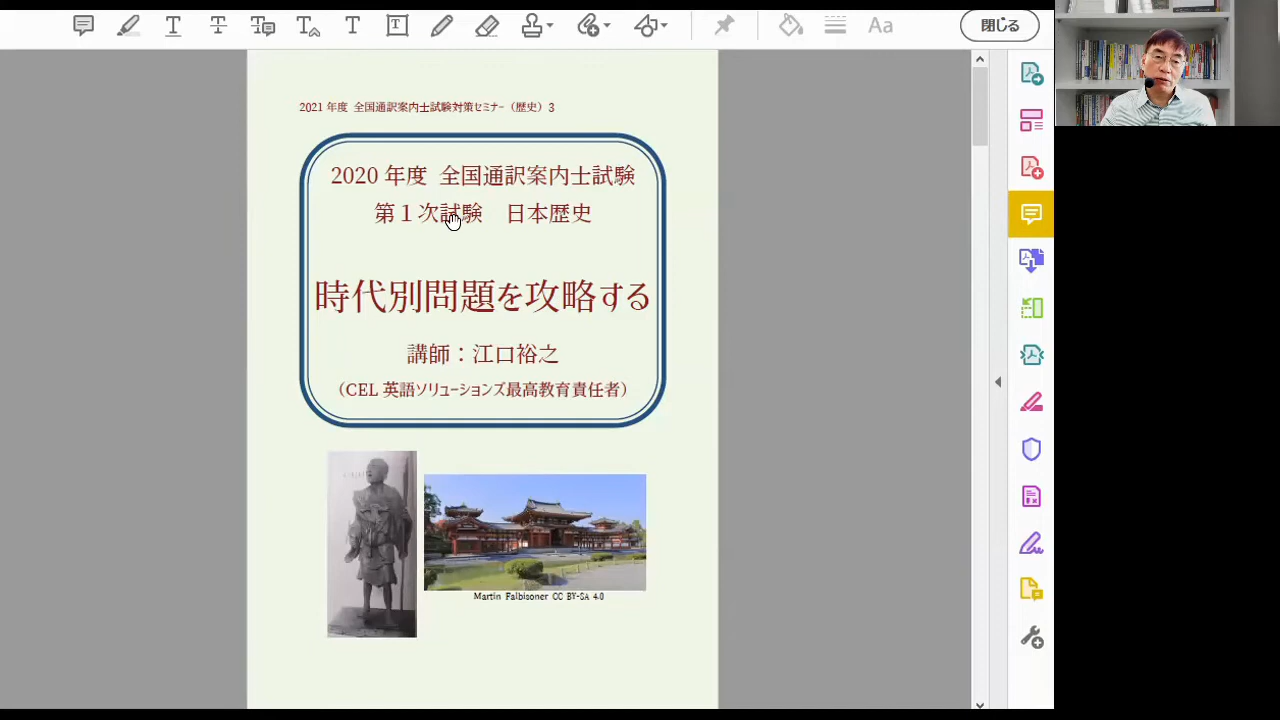 閉じる
Aa
2021 年度 全国通訳案内士試験対策セミナー（歴史）3
2020 年度 全国通訳案内士試験
第１次試験　日本歴史
時代別問題を攻略する
講師：江口裕之
（CEL 英語ソリューションズ最高教育責任者）
Martin Falbisoner CC BY-SA 4.0